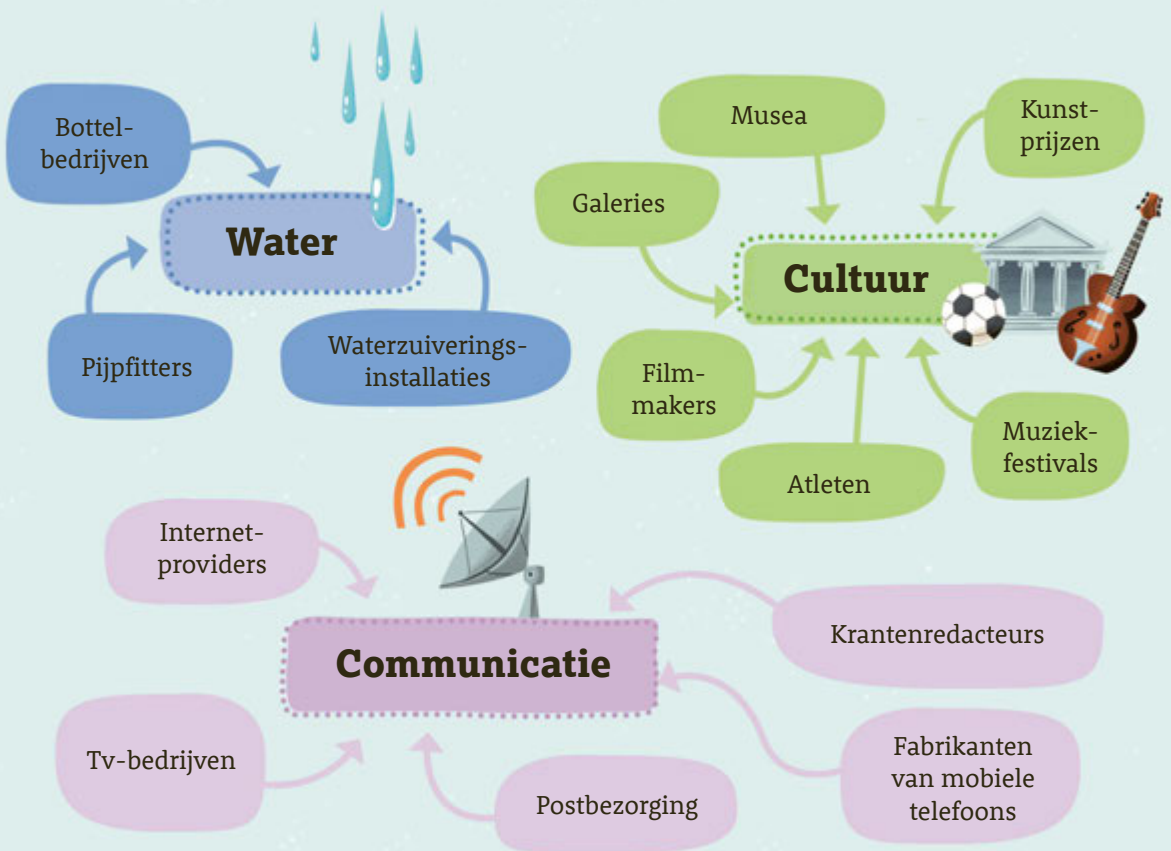 Bottel-
bedrijven
Water
Pijpfitters
Waterzuiverings-
installaties
Musea
Kunst-
prijzen
Galeries
Cultuur
Film-
makers
Atleten
Muziek-
festivals
Internet-
providers
Communicatie
Krantenredacteurs
Tv-bedrijven
Postbezorging
Fabrikanten
van mobiele
telefoons